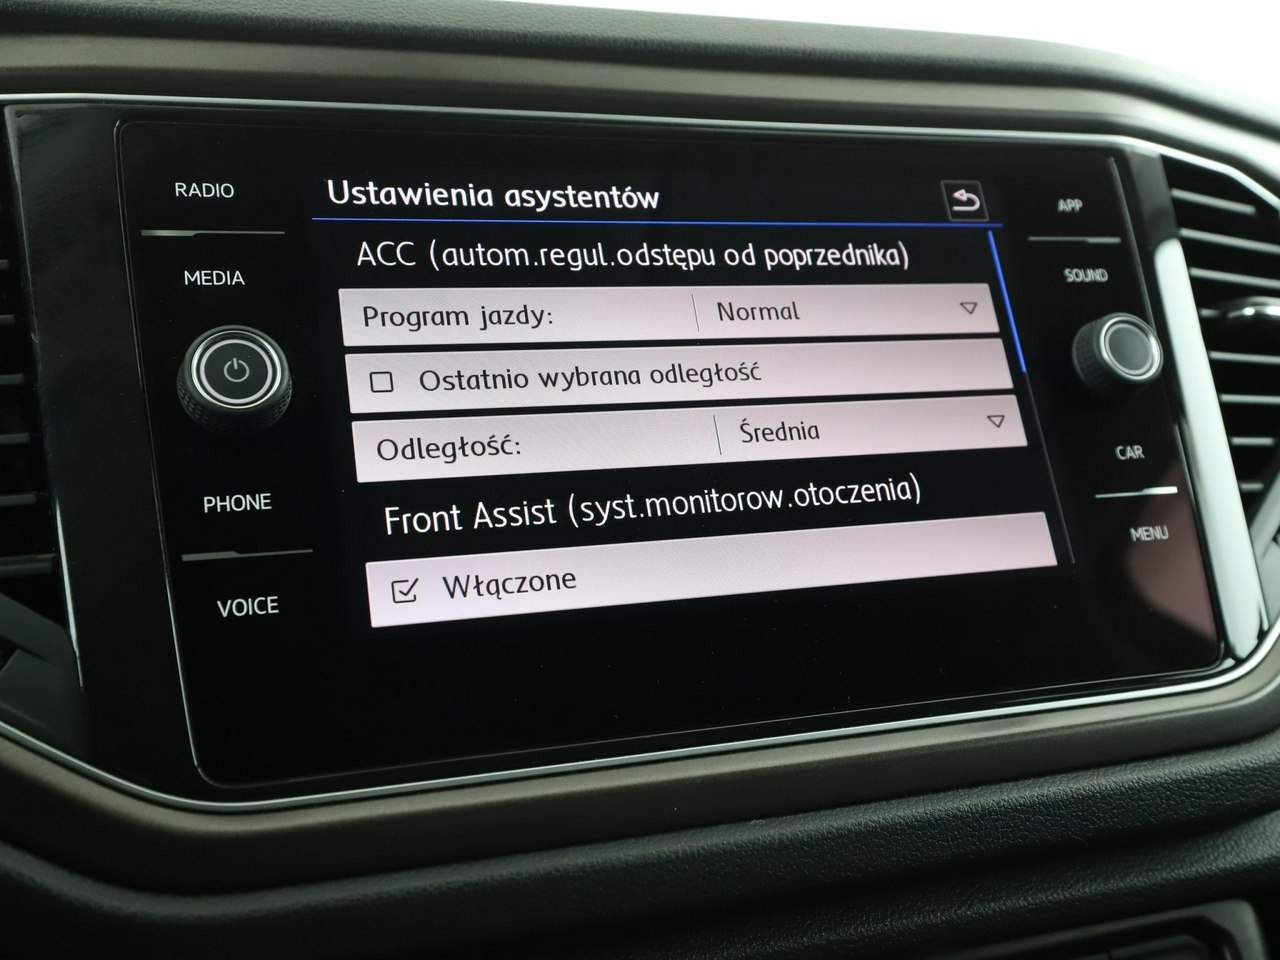 RADIO
MEDIA
PHONE
VOICE
Ustawienia asystentów
ACC (autom.regul.odstępu od poprzednika)
Program jazdy: Normal
Ostatnio wybrana odległość
Odległość: Średnia
Front Assist (syst.monitorow.otoczenia)
Włączone
APP
SOUND
CAR
MENU